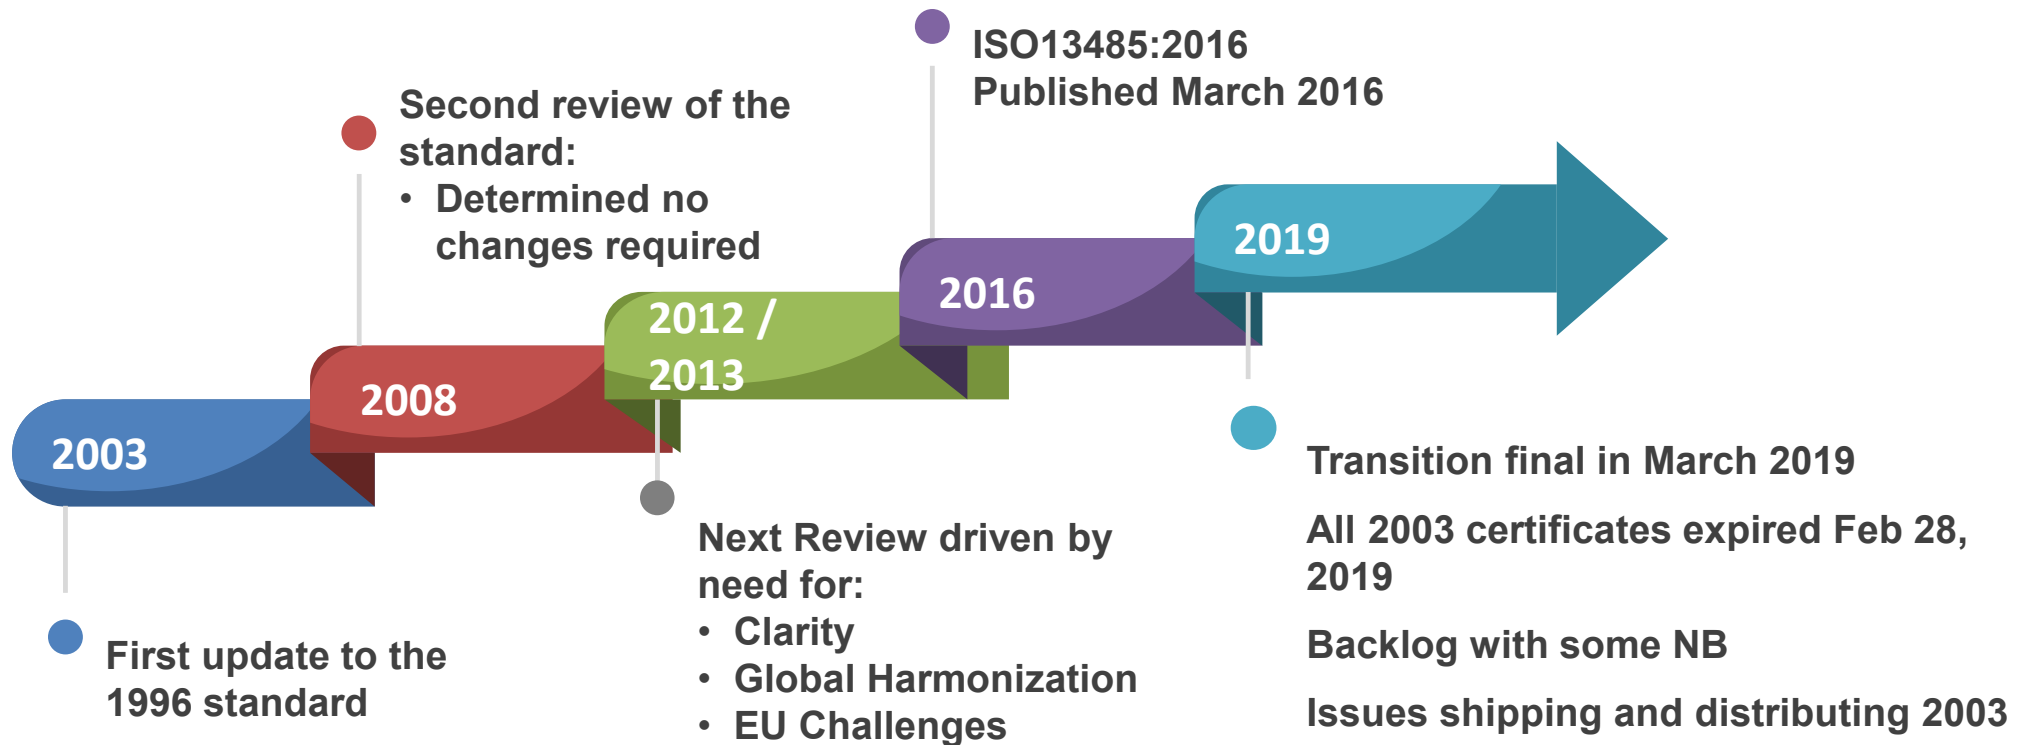 2003
First update to the
1996 standard
2008
Second review of the
standard:
• Determined no
changes required
2012 /
2013
Next Review driven by
need for:
• Clarity
• Global Harmonization
• EU Challenges
2016
ISO13485:2016
Published March 2016
2019
Transition final in March 2019
All 2003 certificates expired Feb 28,
2019
Backlog with some NB
Issues shipping and distributing 2003